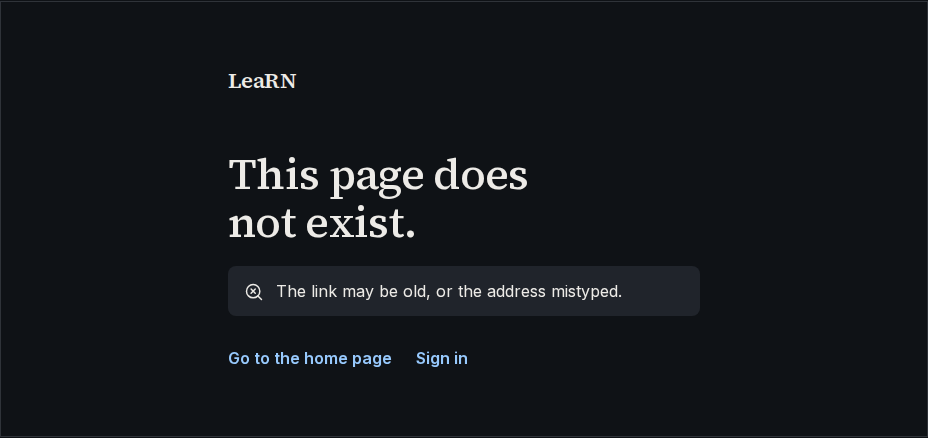 LeaRN
This page does
not exist.
The link may be old, or the address mistyped.
Go to the home page Sign in